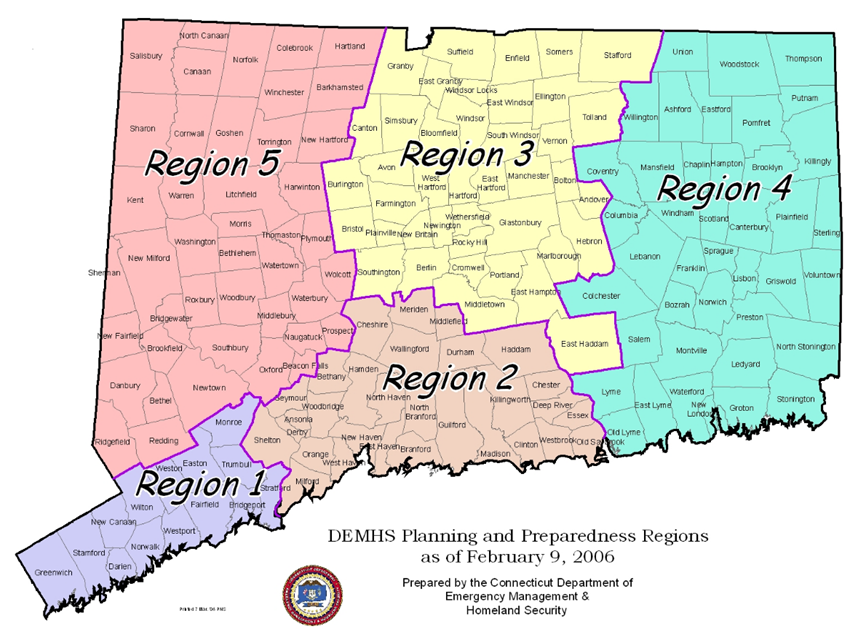 North Canaan
Salisbury
Canaan
Norfolk
Colebrook
Hartland
Winchester
Barkhamsted
Sharon
Cornwall
Goshen
Torrington
New Hartford
Region 5
Kent
Warren
Litchfield
Harwinton
Morris
Washington
Bethlehem
Thomaston
Plymouth
Watertown
New Milford
Sherman
Wolcott
Roxbury
Woodbury
Waterbury
Bridgewater
Middlebury
New Fairfield
Brookfield
Southbury
Naugatuck
Prospect
Oxford
Beacon Falls
Danbury
Bethel
Newtown
Ridgefield
Redding
Granby
Suffield
Enfield
Somers
Stafford
East Granby
Windsor Locks
East Windsor
Ellington
Canton
Simsbury
Bloomfield
Windsor
South Windsor
Vernon
Tolland
Region 3
Avon
West Hartford
Hartford
East Hartford
Manchester
Bolton
Andover
Burlington
Farmington
Wethersfield
Newington
Glastonbury
Bristol
Plainville
New Britain
Rocky Hill
Hebron
Marlborough
Southington
Berlin
Cromwell
Portland
East Hampton
Middletown
East Haddam
Union
Woodstock
Thompson
Putnam
Willington
Ashford
Eastford
Pomfret
Coventry
Mansfield
Chaplin
Hampton
Brooklyn
Killingly
Region 4
Columbia
Windham
Scotland
Canterbury
Plainfield
Sterling
Lebanon
Sprague
Franklin
Lisbon
Griswold
Voluntown
Colchester
Bozrah
Norwich
Preston
Salem
Montville
North Stonington
Ledyard
Lyme
East Lyme
Waterford
New London
Groton
Stonington
Old Lyme
Meriden
Cheshire
Middlefield
Wallingford
Durham
Haddam
Bethany
Hamden
Region 2
Chester
Seymour
Woodbridge
North Haven
North Branford
Killingworth
Deep River
Essex
Ansonia
Derby
Guilford
Shelton
New Haven
East Haven
Branford
Clinton
Westbrook
Old Saybrook
Orange
West Haven
Madison
Milford
Monroe
Weston
Easton
Trumbull
Region 1
Stratford
Wilton
Fairfield
Bridgeport
New Canaan
Westport
Stamford
Norwalk
Greenwich
Darien
DEMHS Planning and Preparedness Regions
as of February 9, 2006
Prepared by the Connecticut Department of
Emergency Management &
Homeland Security